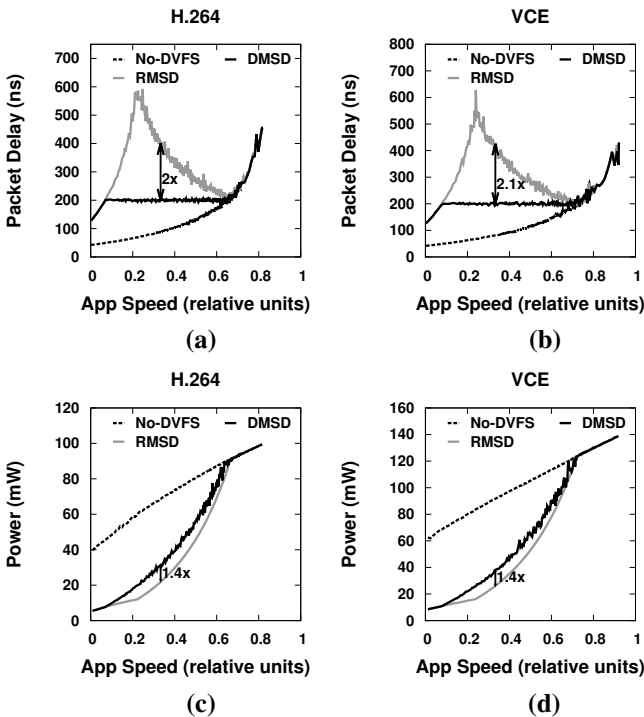 H.264
Packet Delay (ns)
700
600
500
400
300
200
100
0
No-DVFS
RMSD
DMSD
2x
0 0.2 0.4 0.6 0.8 1
App Speed (relative units)
(a)
VCE
Packet Delay (ns)
800
700
600
500
400
300
200
100
0
No-DVFS
RMSD
DMSD
2.1x
0 0.2 0.4 0.6 0.8 1
App Speed (relative units)
(b)
H.264
Power (mW)
120
100
80
60
40
20
0
No-DVFS
RMSD
DMSD
1.4x
0 0.2 0.4 0.6 0.8 1
App Speed (relative units)
(c)
VCE
Power (mW)
160
140
120
100
80
60
40
20
0
No-DVFS
RMSD
DMSD
1.4x
0 0.2 0.4 0.6 0.8 1
App Speed (relative units)
(d)